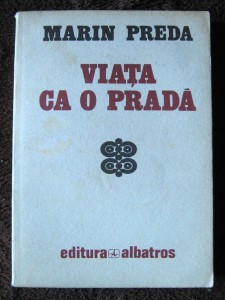 MARIN PREDA
VIAȚA
CA O PRADĂ
editura albatros